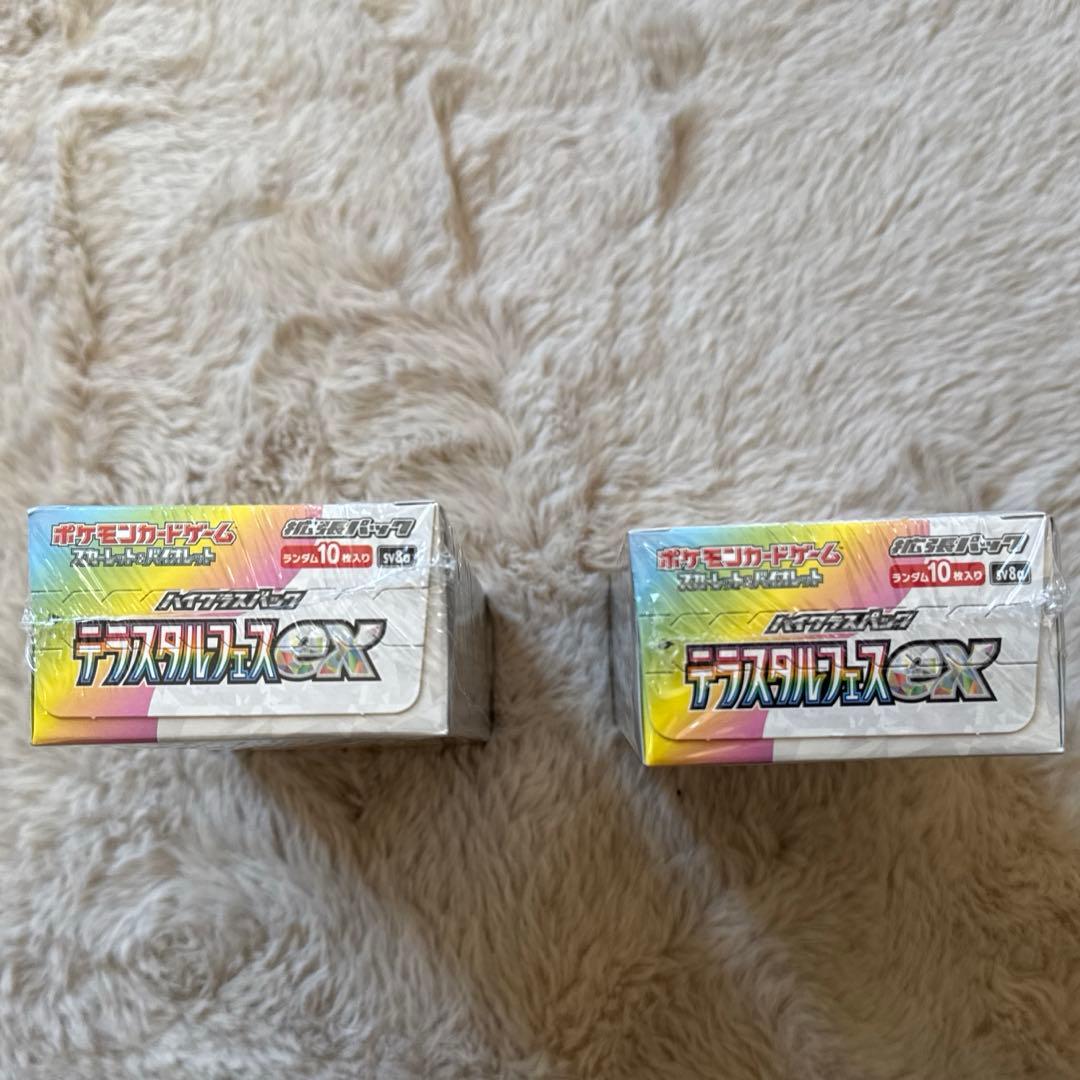 ポケモンカードゲーム
スカーレット&バイオレット
拡張パック
ランダム10枚入り
sv8a
ハイクラスパック
テラスタルフェスex
ポケモンカードゲーム
スカーレット&バイオレット
拡張パック
ランダム10枚入り
sv8a
ハイクラスパック
テラスタルフェスex